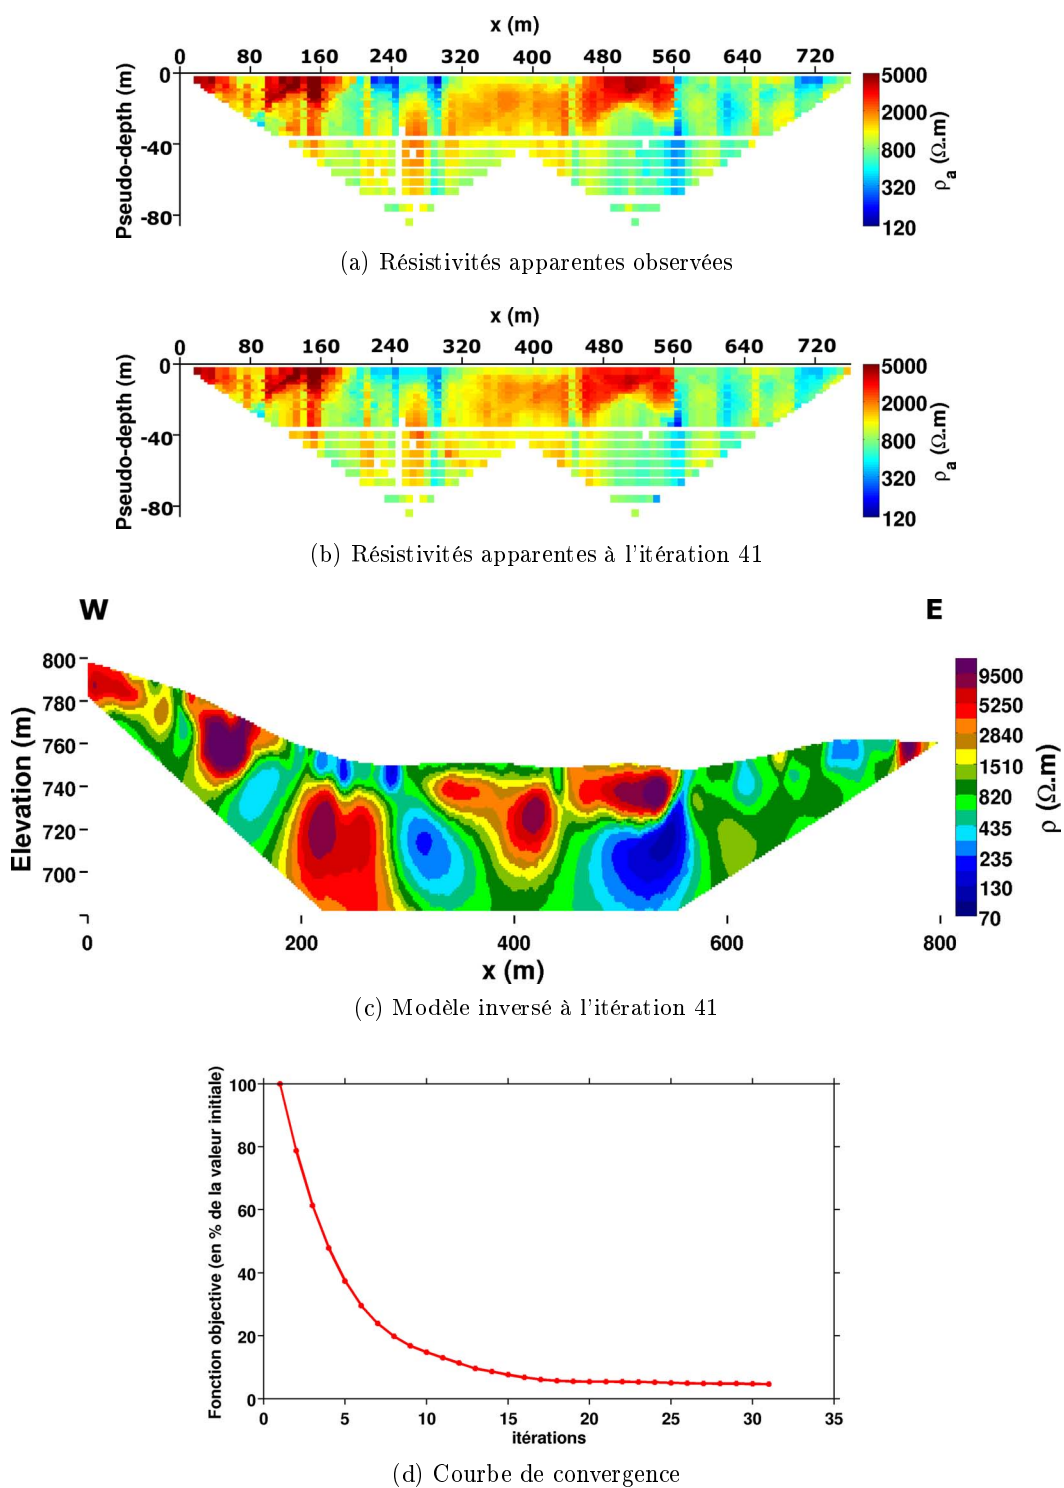 x (m)
0 80 160 240 320 400 480 560 640 720
Pseudo-depth (m)
0
-40
-80
5000
2000
800
320
120
ρa (Ω.m)
(a) Résistivités apparentes observées
x (m)
0 80 160 240 320 400 480 560 640 720
Pseudo-depth (m)
0
-40
-80
5000
2000
800
320
120
ρa (Ω.m)
(b) Résistivités apparentes à l'itération 41
W E
Elevation (m)
800
780
760
740
720
700
0 200 400 600 800
x (m)
9500
5250
2840
1510
820
435
235
130
70
ρ (Ω.m)
(c) Modèle inversé à l'itération 41
Fonction objective (en % de la valeur initiale)
100
80
60
40
20
0
0 5 10 15 20 25 30 35
itérations
(d) Courbe de convergence